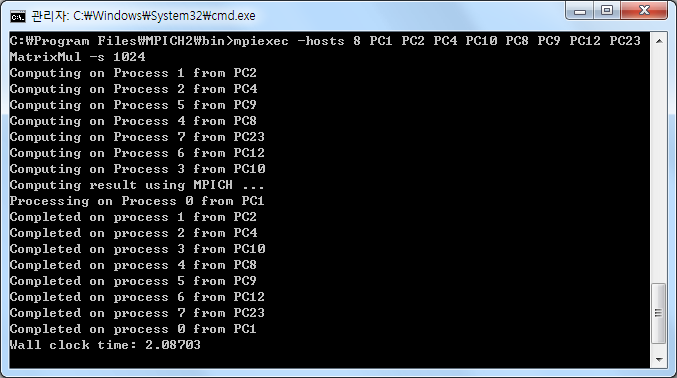 관리자: C:₩Windows₩System32₩cmd.exe
C:₩Program Files₩MPICH2₩bin>mpiexec -hosts 8 PC1 PC2 PC4 PC10 PC8 PC9 PC12 PC23
MatrixMul -s 1024
Computing on Process 1 from PC2
Computing on Process 2 from PC4
Computing on Process 5 from PC9
Computing on Process 4 from PC8
Computing on Process 7 from PC23
Computing on Process 6 from PC12
Computing on Process 3 from PC10
Computing result using MPICH ...
Processing on Process 0 from PC1
Completed on process 1 from PC2
Completed on process 2 from PC4
Completed on process 3 from PC10
Completed on process 4 from PC8
Completed on process 5 from PC9
Completed on process 6 from PC12
Completed on process 7 from PC23
Completed on process 0 from PC1
Wall clock time: 2.08703